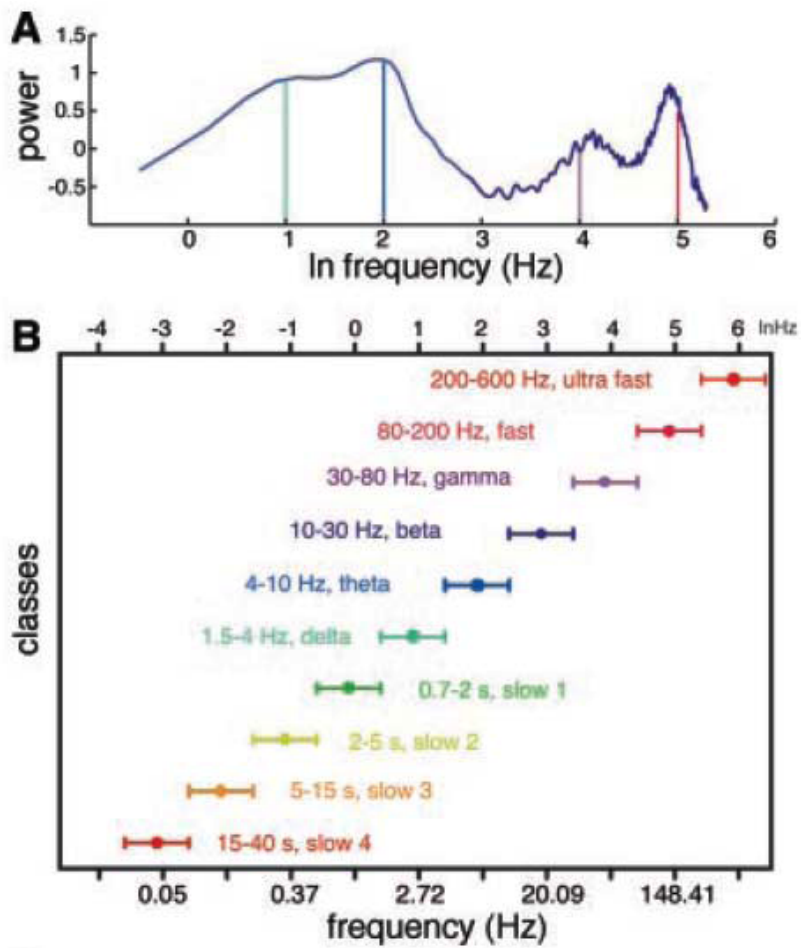 A
1.5
1
0.5
0
-0.5
power
0 1 2 3 4 5 6
ln frequency (Hz)
B
-4 -3 -2 -1 0 1 2 3 4 5 6 lnHz
200-600 Hz, ultra fast
80-200 Hz, fast
30-80 Hz, gamma
10-30 Hz, beta
4-10 Hz, theta
1.5-4 Hz, delta
0.7-2 s, slow 1
2-5 s, slow 2
5-15 s, slow 3
15-40 s, slow 4
classes
0.05 0.37 2.72 20.09 148.41
frequency (Hz)